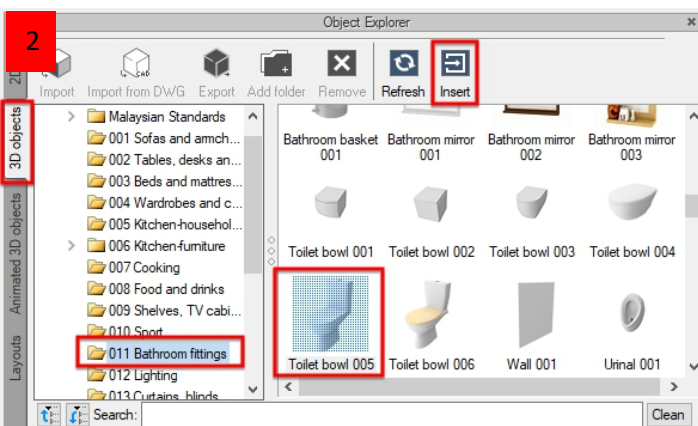 Object Explorer
2
2D
Import
Import from DWG
Export
Add folder
Remove
Refresh
Insert
3D objects
Animated 3D objects
Layouts
Malaysian Standards
001 Sofas and armch...
002 Tables, desks an...
003 Beds and mattres...
004 Wardrobes and c...
005 Kitchen-househol...
006 Kitchen-furniture
007 Cooking
008 Food and drinks
009 Shelves, TV cabi...
010 Sport
011 Bathroom fittings
012 Lighting
013 Curtains, blinds
Bathroom basket
001
Bathroom mirror
001
Bathroom mirror
002
Bathroom mirror
003
Toilet bowl 001
Toilet bowl 002
Toilet bowl 003
Toilet bowl 004
Toilet bowl 005
Toilet bowl 006
Wall 001
Urinal 001
Search:
Clean